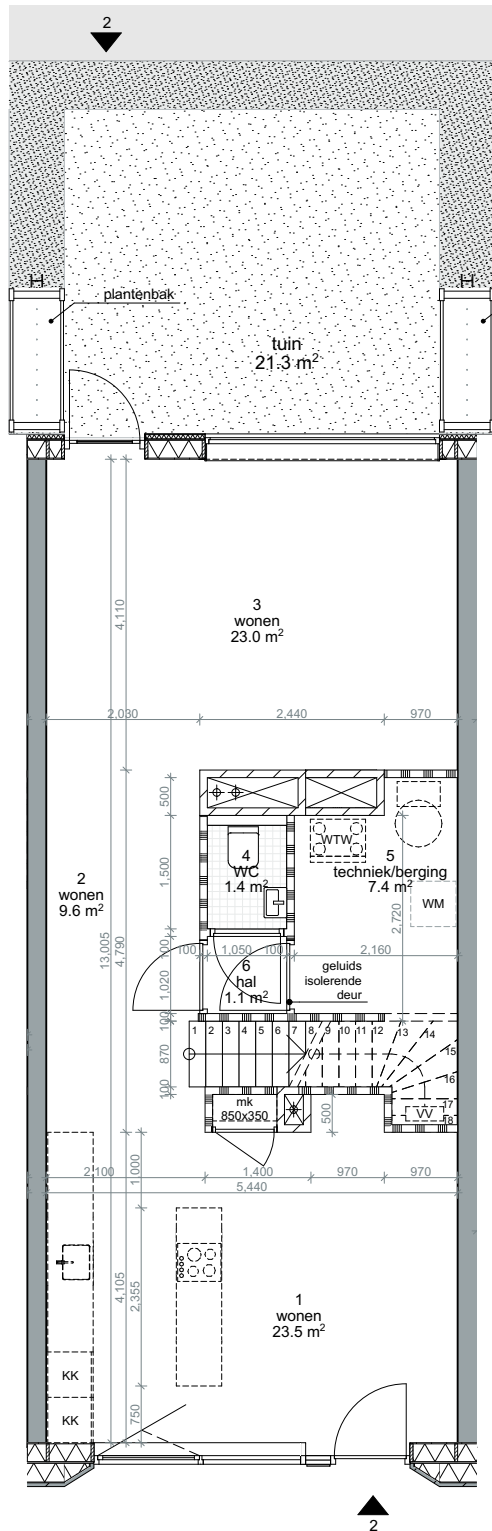 2
plantenbak
tuin
21.3 m²
4,110
3
wonen
23.0 m²
2,030
2,440
970
500
1,500
WTW
4
WC
1.4 m²
5
techniek/berging
7.4 m²
2
wonen
9.6 m²
WM
13,005
4,790
2,720
100
100
1,050
100
2,160
6
hal
1.1 m²
geluids
isolerende
deur
1,020
100
1 2 3 4 5 6 7 8 9 10 11 12 13 14
15
16
17
18
870
100
mk
850x350
VV
500
2,100
1,000
1,400
970
970
5,440
4,105
2,355
1
wonen
23.5 m²
KK
KK
750
2